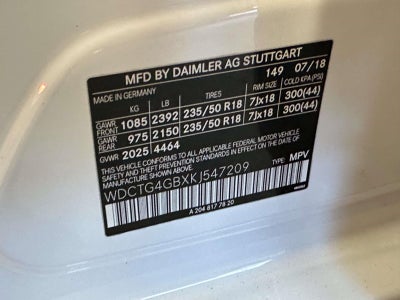 MFD BY DAIMLER AG STUTTGART
MADE IN GERMANY 149 07/18
KG LB TIRES RIM SIZE COLD KPA (PSI)
GAWR FRONT 1085 2392 235/50 R18 7Jx18 300(44)
GAWR REAR 975 2150 235/50 R18 7Jx18 300(44)
GVWR 2025 4464
THIS VEHICLE CONFORMS TO ALL APPLICABLE FEDERAL MOTOR VEHICLE
SAFETY AND THEFT PREVENTION STANDARDS IN EFFECT ON THE
DATE OF MANUFACTURE SHOWN ABOVE. TYPE: MPV
WDCTG4GBXKJ547209
A 204 817 78 20